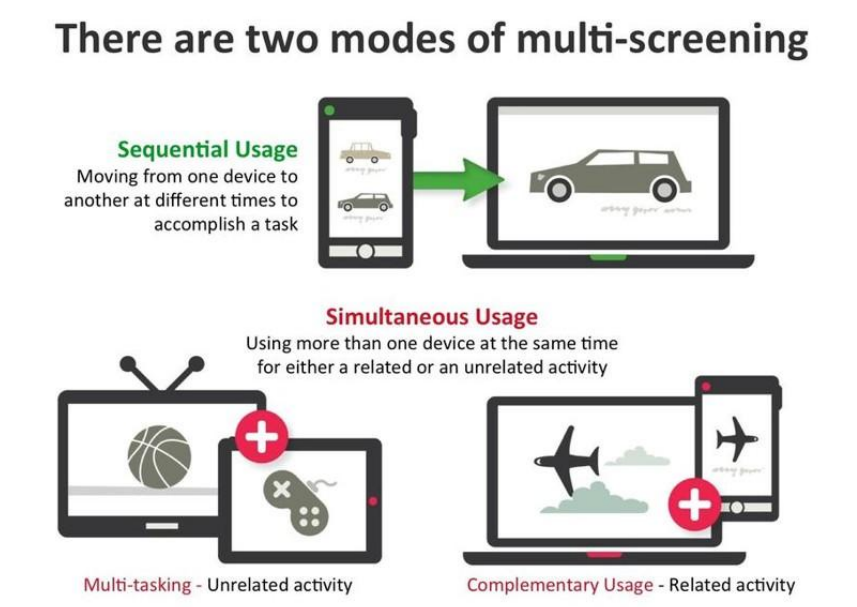 There are two modes of multi-screening
Sequential Usage
Moving from one device to
another at different times to
accomplish a task
Simultaneous Usage
Using more than one device at the same time
for either a related or an unrelated activity
Multi-tasking - Unrelated activity
Complementary Usage - Related activity